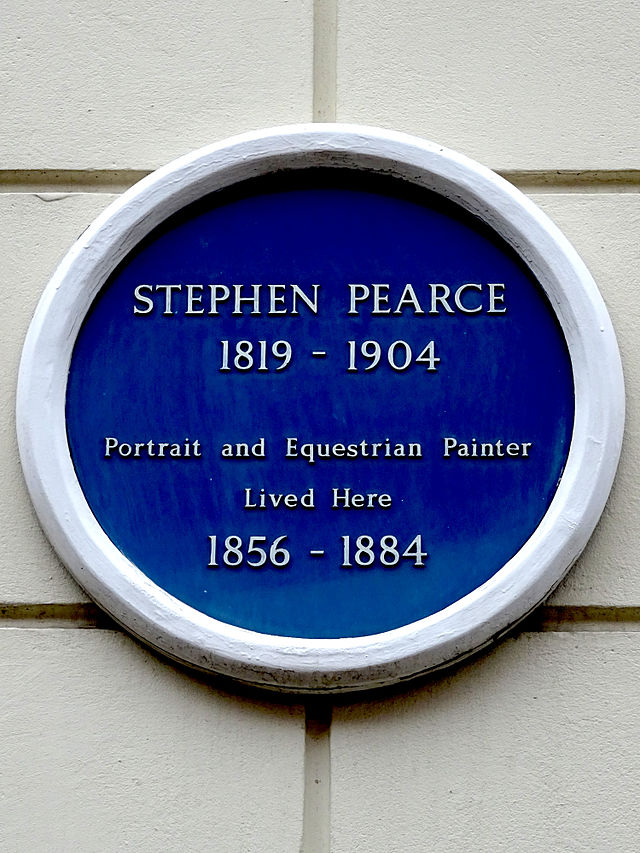 STEPHEN PEARCE
1819 - 1904
Portrait and Equestrian Painter
Lived Here
1856 - 1884